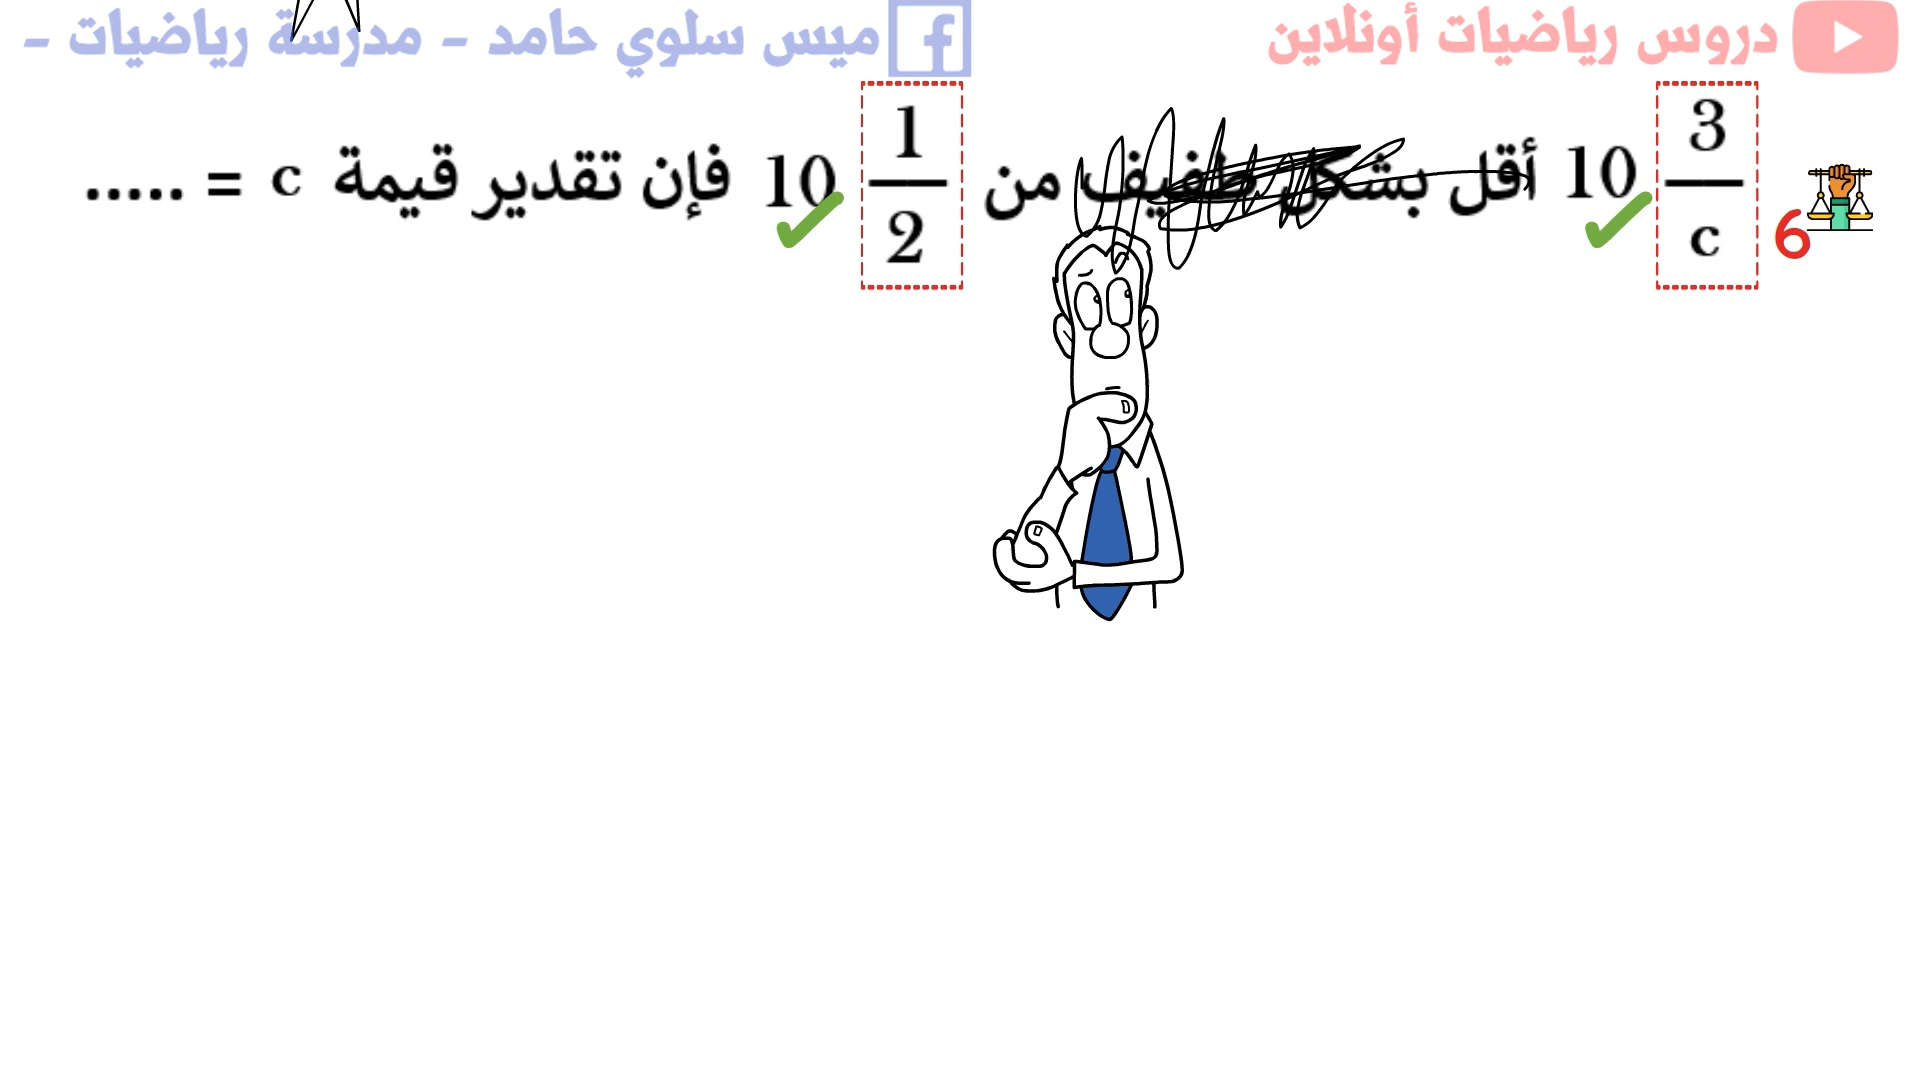 دروس رياضيات أونلاين ميس سلوي حامد - مدرسة رياضيات -
6 10 3/c أقل بشكل طفيف من 10 1/2 فإن تقدير قيمة c = .....